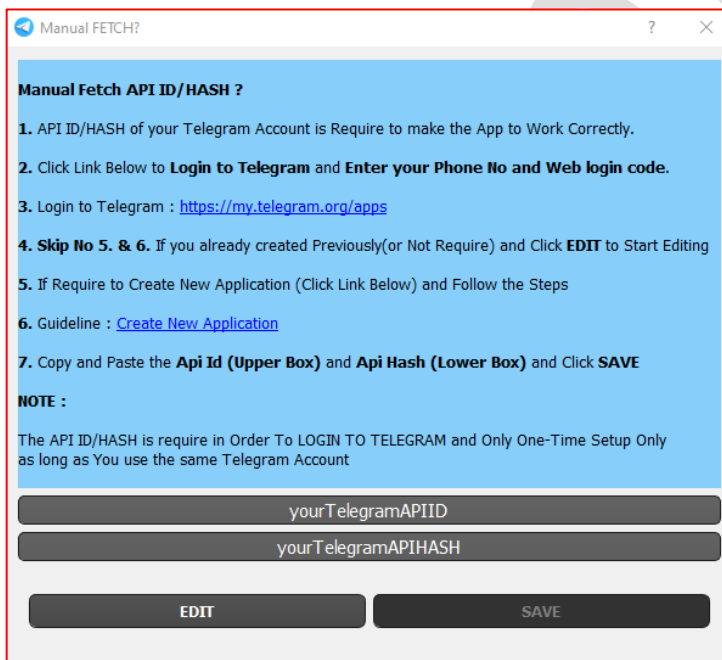 Manual FETCH?
Manual Fetch API ID/HASH ?
1. API ID/HASH of your Telegram Account is Require to make the App to Work Correctly.
2. Click Link Below to Login to Telegram and Enter your Phone No and Web login code.
3. Login to Telegram : https://my.telegram.org/apps
4. Skip No 5. & 6. If you already created Previously(or Not Require) and Click EDIT to Start Editing
5. If Require to Create New Application (Click Link Below) and Follow the Steps
6. Guideline : Create New Application
7. Copy and Paste the Api Id (Upper Box) and Api Hash (Lower Box) and Click SAVE
NOTE :
The API ID/HASH is require in Order To LOGIN TO TELEGRAM and Only One-Time Setup Only
as long as You use the same Telegram Account
yourTelegramAPIID
yourTelegramAPIHASH
EDIT SAVE